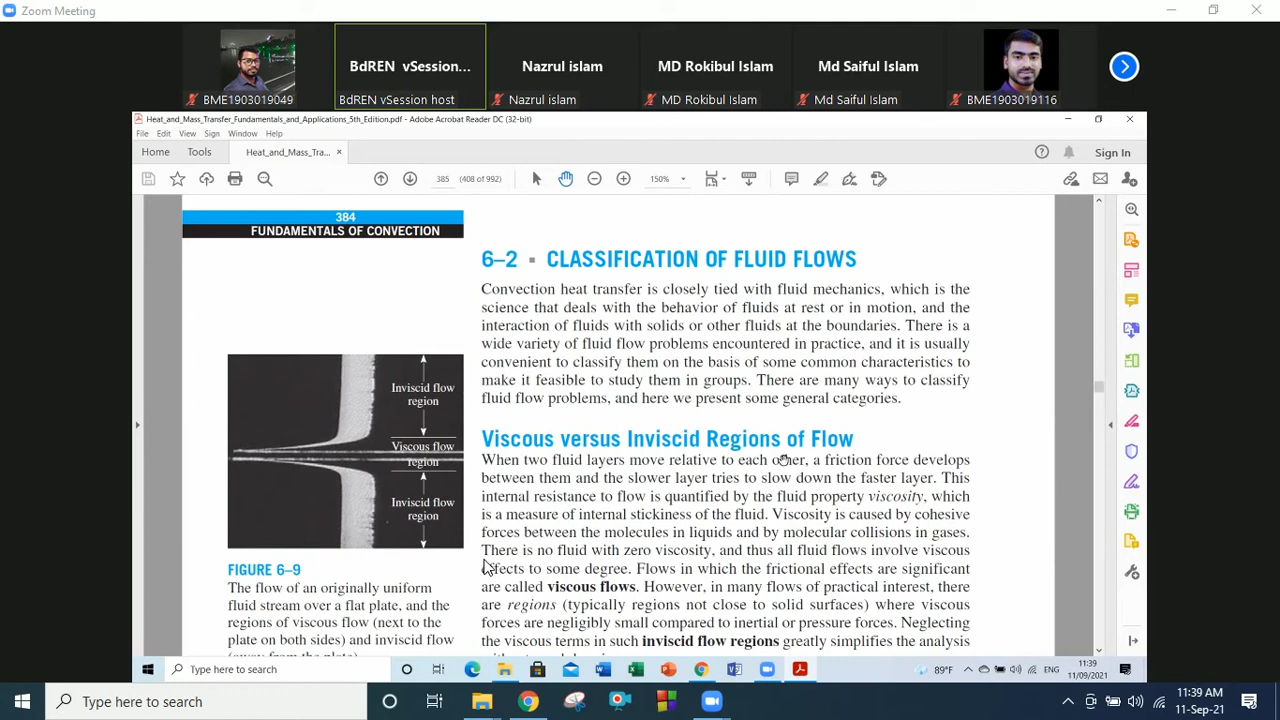 Zoom Meeting
BdREN vSession...
Nazrul islam
MD Rokibul Islam
Md Saiful Islam
BME1903019049
BdREN vSession host
Nazrul islam
MD Rokibul Islam
Md Saiful Islam
BME1903019116
Heat_and_Mass_Transfer_Fundamentals_and_Applications_5th_Edition.pdf - Adobe Acrobat Reader DC (32-bit)
File Edit View Sign Window Help
Home Tools Heat_and_Mass_Tra... × Sign In
385 (408 of 992) 150%
384
FUNDAMENTALS OF CONVECTION
Inviscid flow
region
Viscous flow
region
Inviscid flow
region
FIGURE 6–9
The flow of an originally uniform
fluid stream over a flat plate, and the
regions of viscous flow (next to the
plate on both sides) and inviscid flow
(away from the plate)
6–2 ▪ CLASSIFICATION OF FLUID FLOWS
Convection heat transfer is closely tied with fluid mechanics, which is the
science that deals with the behavior of fluids at rest or in motion, and the
interaction of fluids with solids or other fluids at the boundaries. There is a
wide variety of fluid flow problems encountered in practice, and it is usually
convenient to classify them on the basis of some common characteristics to
make it feasible to study them in groups. There are many ways to classify
fluid flow problems, and here we present some general categories.
Viscous versus Inviscid Regions of Flow
When two fluid layers move relative to each other, a friction force develops
between them and the slower layer tries to slow down the faster layer. This
internal resistance to flow is quantified by the fluid property viscosity, which
is a measure of internal stickiness of the fluid. Viscosity is caused by cohesive
forces between the molecules in liquids and by molecular collisions in gases.
There is no fluid with zero viscosity, and thus all fluid flows involve viscous
effects to some degree. Flows in which the frictional effects are significant
are called viscous flows. However, in many flows of practical interest, there
are regions (typically regions not close to solid surfaces) where viscous
forces are negligibly small compared to inertial or pressure forces. Neglecting
the viscous terms in such inviscid flow regions greatly simplifies the analysis
Type here to search
89°F
ENG
11:39
11/09/2021
Type here to search
ENG
11:39 AM
11-Sep-21